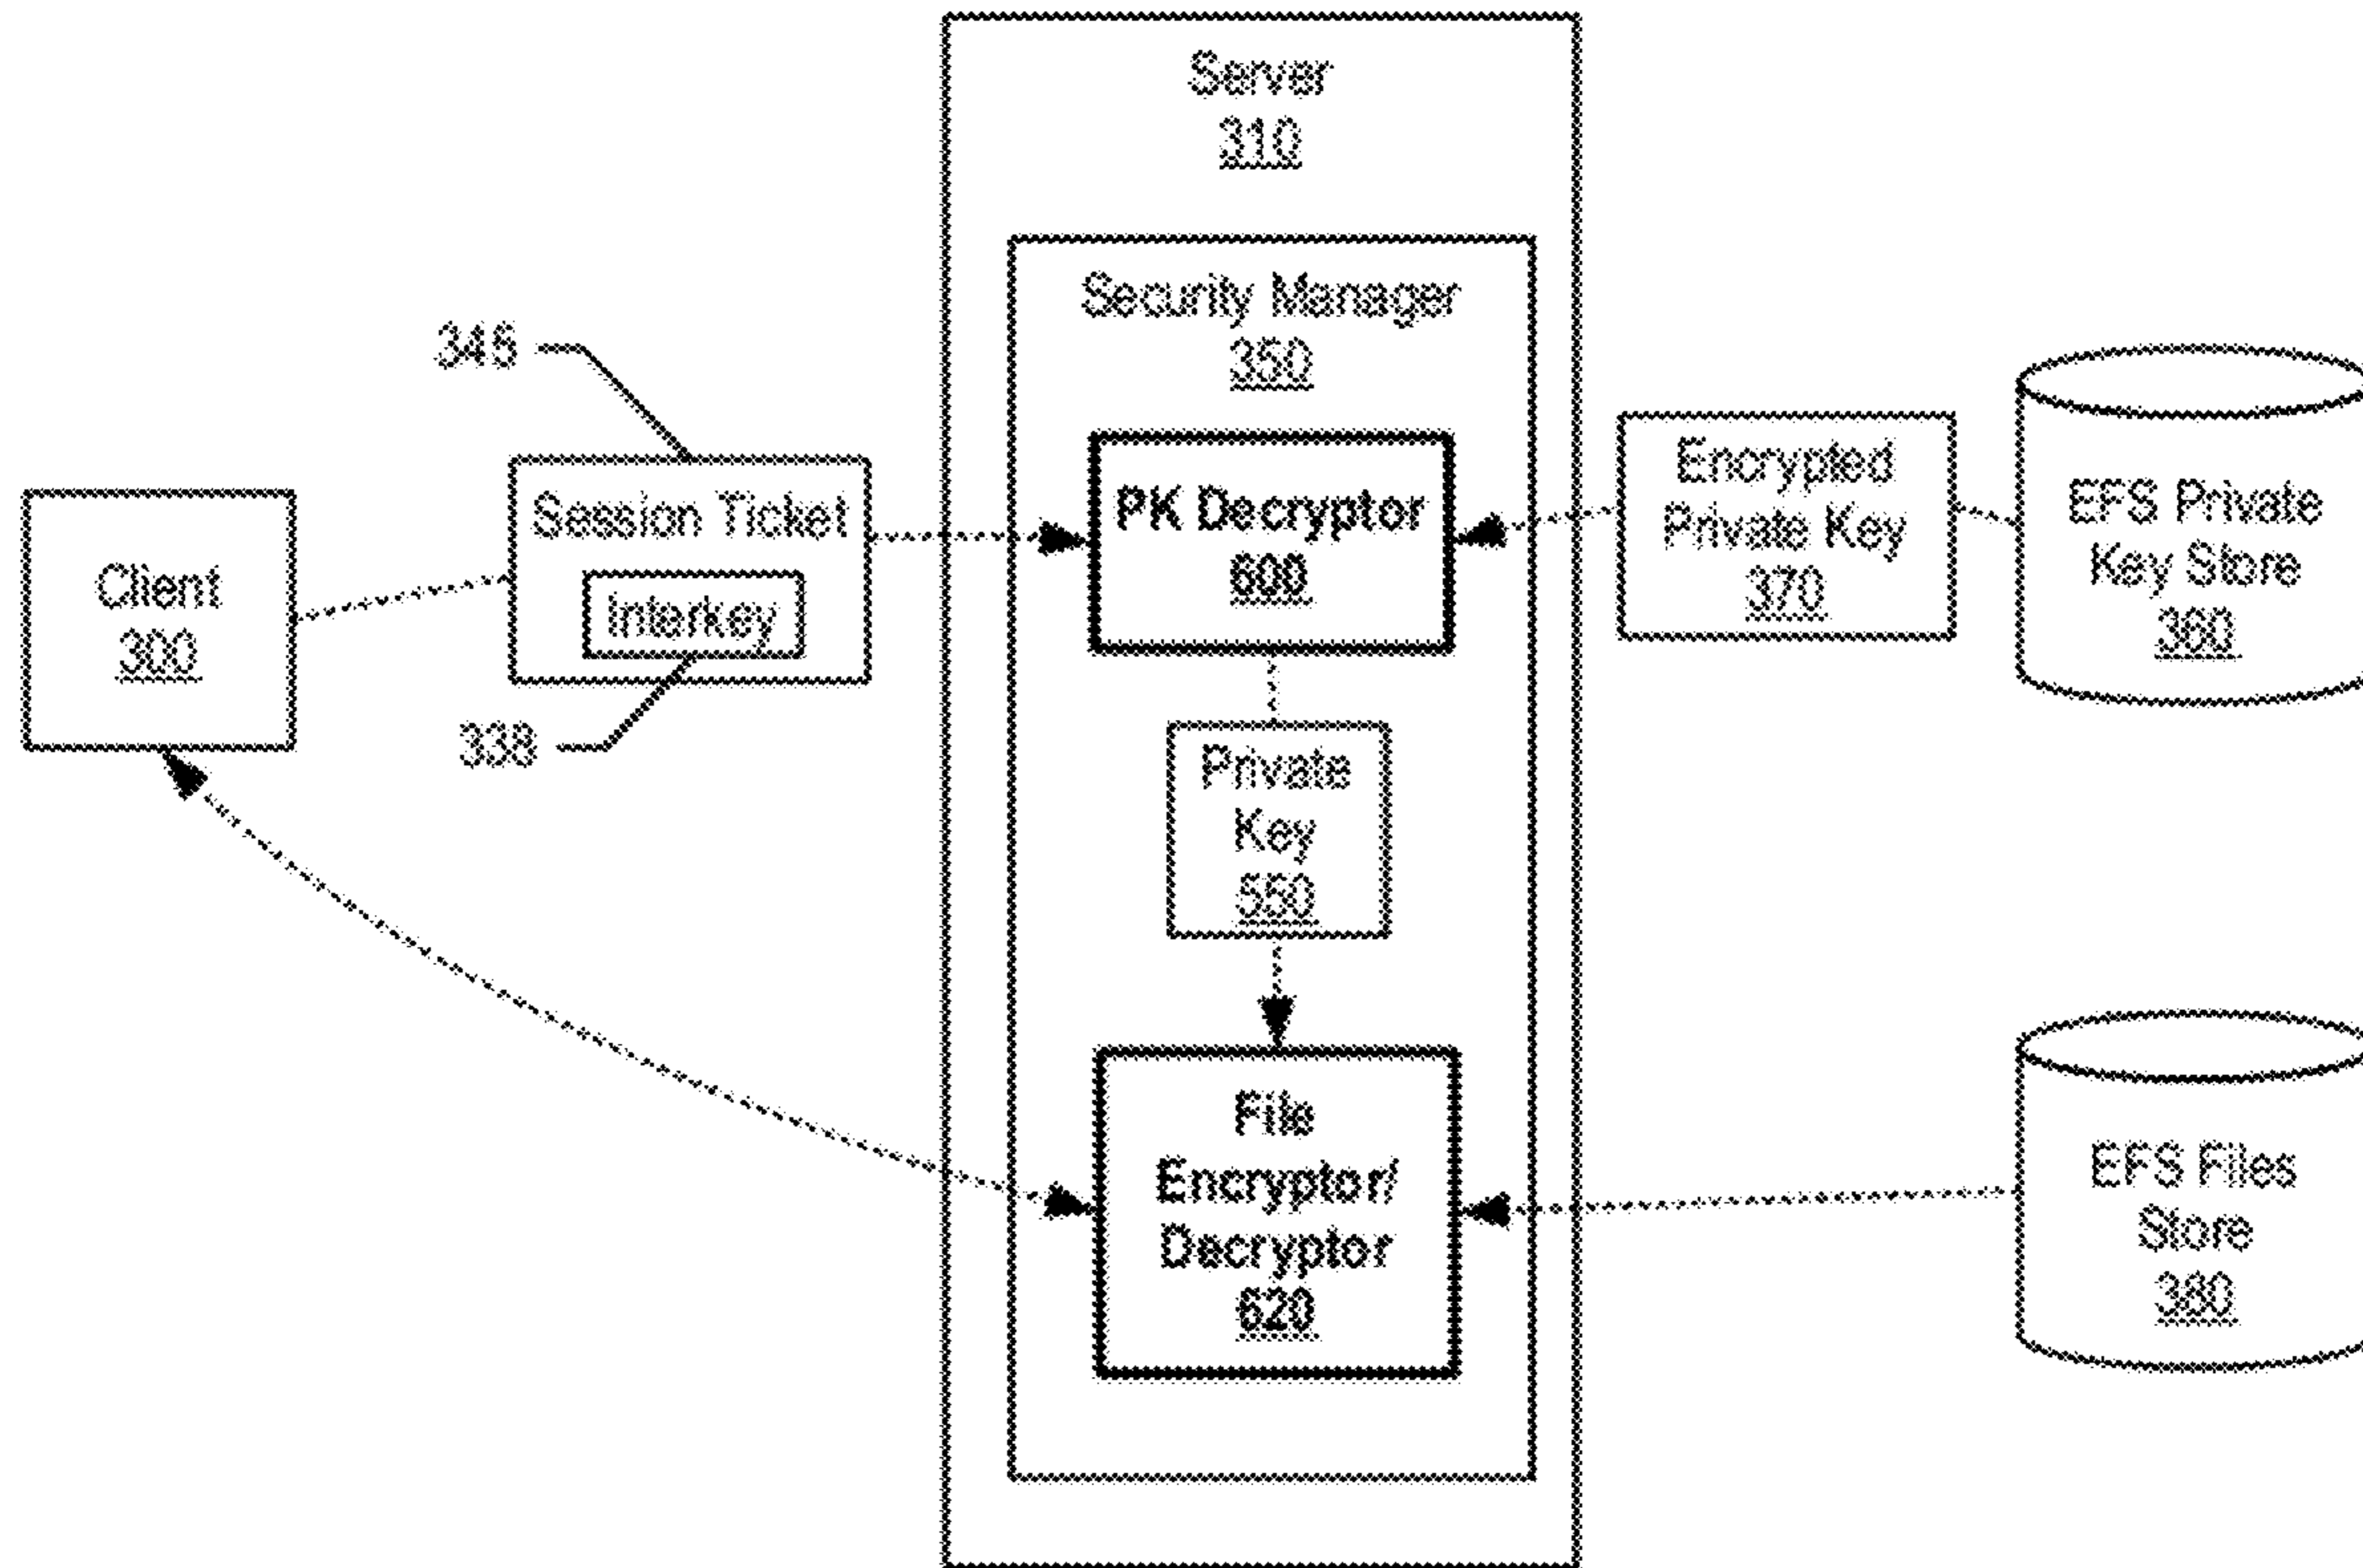 Server
310
Security Manager
350
345
Session Ticket
Interkey
338
Client
300
PK Decryptor
600
Encrypted
Private Key
370
EFS Private
Key Store
360
Private
Key
550
File
Encryptor/
Decryptor
620
EFS Files
Store
380